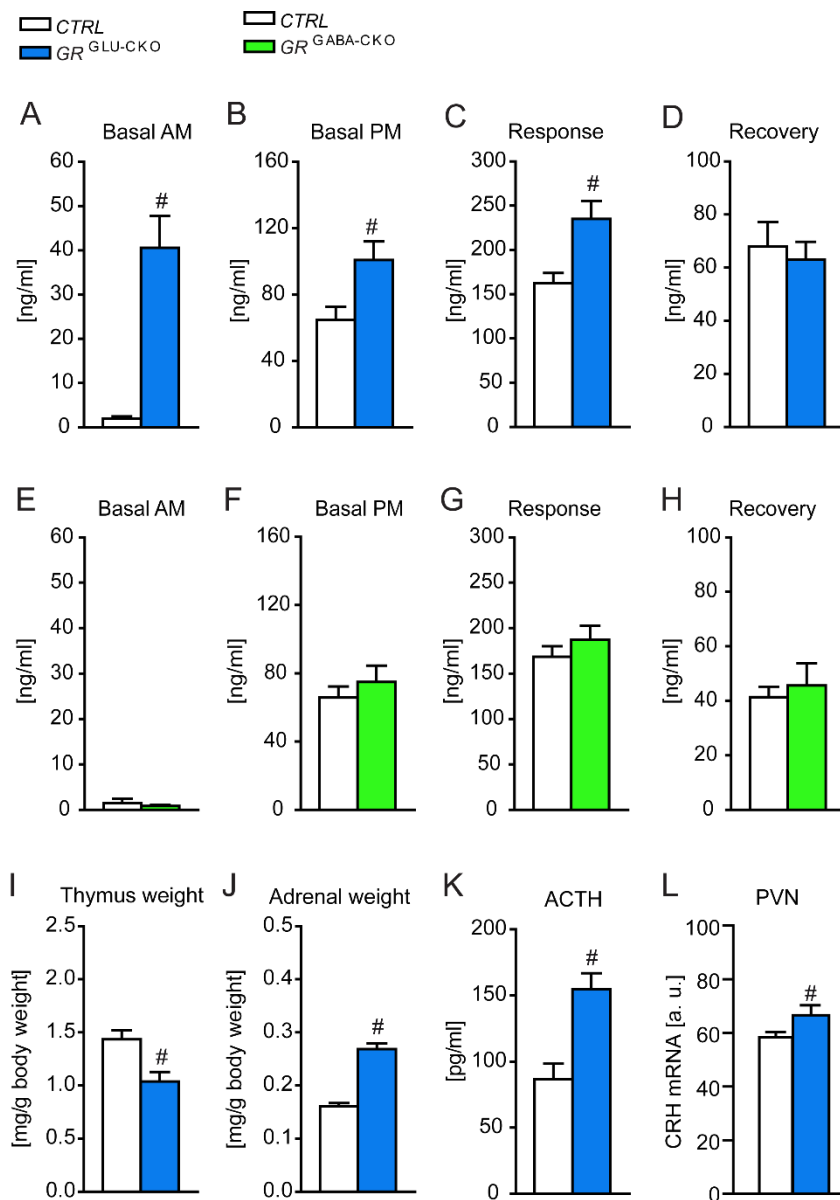 CTRL CTRL
GR GLU-CKO GR GABA-CKO
A Basal AM B Basal PM C Response D Recovery
60 160 300 100
50 120 250 80
40 80 200 60
30 40 150 40
20 0 100 20
10 50 0
0 0
[ng/ml] [ng/ml] [ng/ml] [ng/ml]
# # #
E Basal AM F Basal PM G Response H Recovery
60 160 300 100
50 120 250 80
40 80 200 60
30 40 150 40
20 0 100 20
10 50 0
0 0
[ng/ml] [ng/ml] [ng/ml] [ng/ml]
I Thymus weight J Adrenal weight K ACTH L PVN
2.5 0.5 200 100
2.0 0.4 150 80
1.5 0.3 100 60
1.0 0.2 50 40
0.5 0.1 0 20
0.0 0.0 0
[mg/g body weight] [mg/g body weight] [pg/ml] CRH mRNA [a. u.]
# # # #